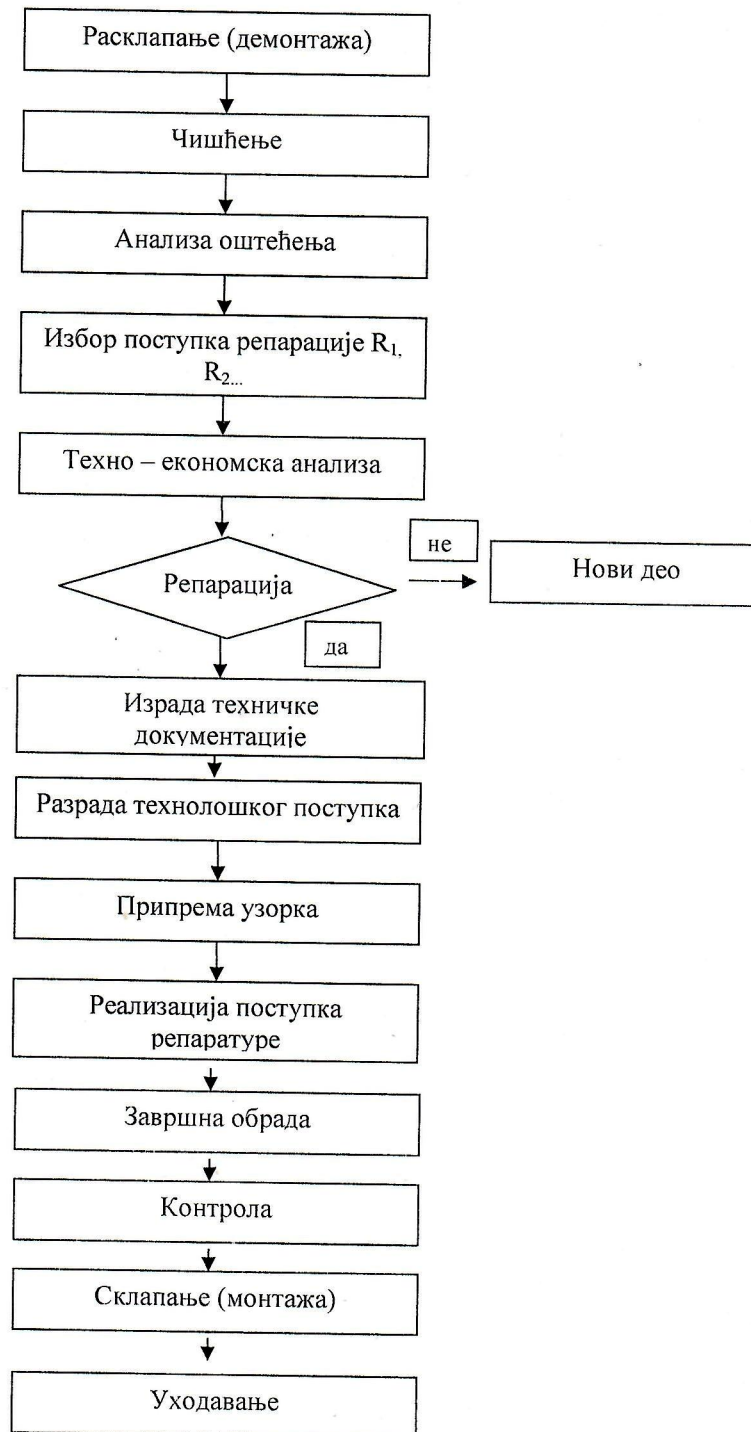 Расклапање (демонтажа)
Чишћење
Анализа оштећења
Избор поступка репарације R₁,
R₂...
Техно – економска анализа
не
Репарација
Нови део
да
Израда техничке
документације
Разрада технолошког поступка
Припрема узорка
Реализација поступка
репаратуре
Завршна обрада
Контрола
Склапање (монтажа)
Уходавање